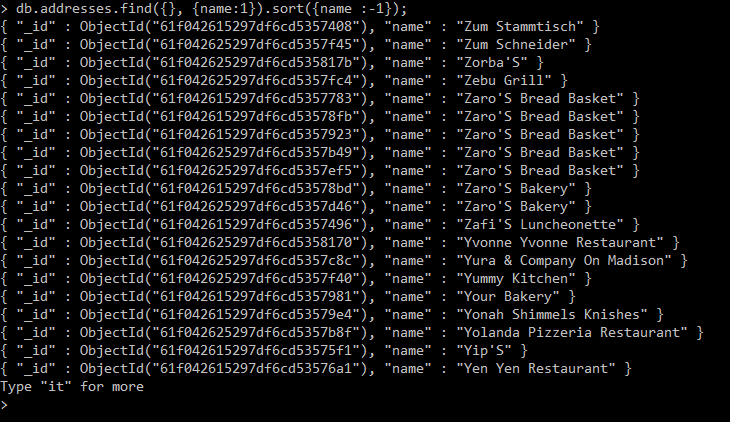 > db.addresses.find({}, {name:1}).sort({name :-1});
{ "_id" : ObjectId("61f042615297df6cd5357408"), "name" : "Zum Stammtisch" }
{ "_id" : ObjectId("61f042625297df6cd5357f45"), "name" : "Zum Schneider" }
{ "_id" : ObjectId("61f042625297df6cd535817b"), "name" : "Zorba'S" }
{ "_id" : ObjectId("61f042625297df6cd5357fc4"), "name" : "Zebu Grill" }
{ "_id" : ObjectId("61f042615297df6cd5357783"), "name" : "Zaro'S Bread Basket" }
{ "_id" : ObjectId("61f042615297df6cd53578fb"), "name" : "Zaro'S Bread Basket" }
{ "_id" : ObjectId("61f042615297df6cd5357923"), "name" : "Zaro'S Bread Basket" }
{ "_id" : ObjectId("61f042625297df6cd5357b49"), "name" : "Zaro'S Bread Basket" }
{ "_id" : ObjectId("61f042625297df6cd5357ef5"), "name" : "Zaro'S Bread Basket" }
{ "_id" : ObjectId("61f042615297df6cd53578bd"), "name" : "Zaro'S Bakery" }
{ "_id" : ObjectId("61f042625297df6cd5357d46"), "name" : "Zaro'S Bakery" }
{ "_id" : ObjectId("61f042615297df6cd5357496"), "name" : "Zafi'S Luncheonette" }
{ "_id" : ObjectId("61f042625297df6cd5358170"), "name" : "Yvonne Yvonne Restaurant" }
{ "_id" : ObjectId("61f042625297df6cd5357c8c"), "name" : "Yura & Company On Madison" }
{ "_id" : ObjectId("61f042625297df6cd5357f40"), "name" : "Yummy Kitchen" }
{ "_id" : ObjectId("61f042615297df6cd5357981"), "name" : "Your Bakery" }
{ "_id" : ObjectId("61f042615297df6cd53579e4"), "name" : "Yonah Shimmels Knishes" }
{ "_id" : ObjectId("61f042625297df6cd5357b8f"), "name" : "Yolanda Pizzeria Restaurant" }
{ "_id" : ObjectId("61f042615297df6cd53575f1"), "name" : "Yip'S" }
{ "_id" : ObjectId("61f042615297df6cd53576a1"), "name" : "Yen Yen Restaurant" }
Type "it" for more
>